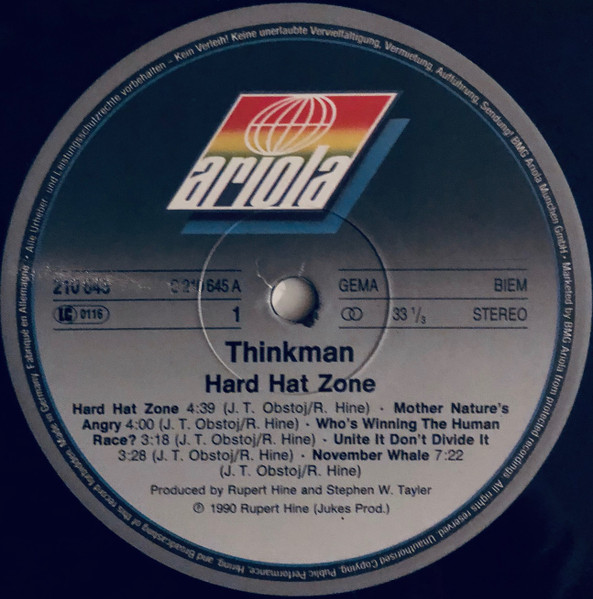 Alle Urheber- und Leistungsschutzrechte vorbehalten – Kein Verleih! Keine unerlaubte Vervielfältigung, Vermietung, Aufführung, Sendung! BMG Ariola München GmbH · Marketed by BMG Ariola from protected recordings. All rights reserved. Unauthorised Copying, Public Performance, Hiring, and Broadcasting of this record forbidden. Made in Germany. Fabriqué en Allemagne ·
ariola
210 645 S 210 645 A GEMA BIEM
LC 0116 1 33 1/3 STEREO
Thinkman
Hard Hat Zone
Hard Hat Zone 4:39 (J. T. Obstoj/R. Hine) · Mother Nature's
Angry 4:00 (J. T. Obstoj/R. Hine) · Who's Winning The Human
Race? 3:18 (J. T. Obstoj/R. Hine) · Unite It Don't Divide It
3:28 (J. T. Obstoj/R. Hine) · November Whale 7:22
(J. T. Obstoj/R. Hine)
Produced by Rupert Hine and Stephen W. Tayler
℗ 1990 Rupert Hine (Jukes Prod.)